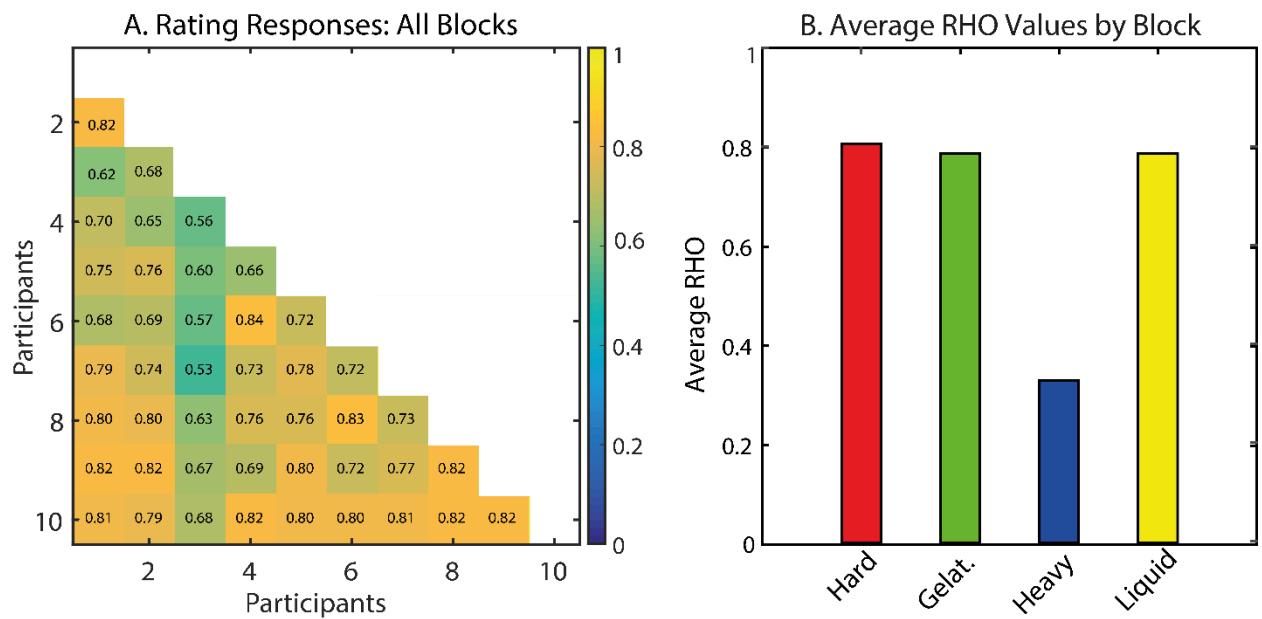 A. Rating Responses: All Blocks
2 0.82
0.62 0.68
4 0.70 0.65 0.56
0.75 0.76 0.60 0.66
6 0.68 0.69 0.57 0.84 0.72
0.79 0.74 0.53 0.73 0.78 0.72
8 0.80 0.80 0.63 0.76 0.76 0.83 0.73
0.82 0.82 0.67 0.69 0.80 0.72 0.77 0.82
10 0.81 0.79 0.68 0.82 0.80 0.80 0.81 0.82 0.82
2 4 6 8 10
Participants
Participants
1
0.8
0.6
0.4
0.2
0
B. Average RHO Values by Block
1
0.8
0.6
0.4
0.2
0
Average RHO
Hard
Gelat.
Heavy
Liquid